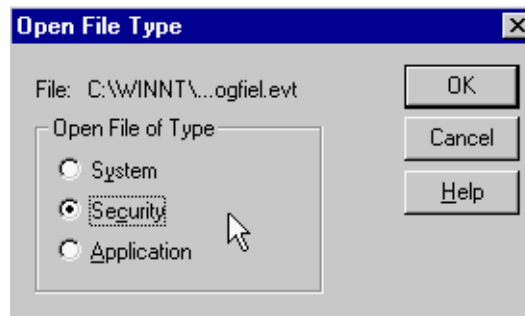 Open File Type
File: C:\WINNT\...ogfiel.evt
OK
Open File of Type
Cancel
System
Security
Help
Application